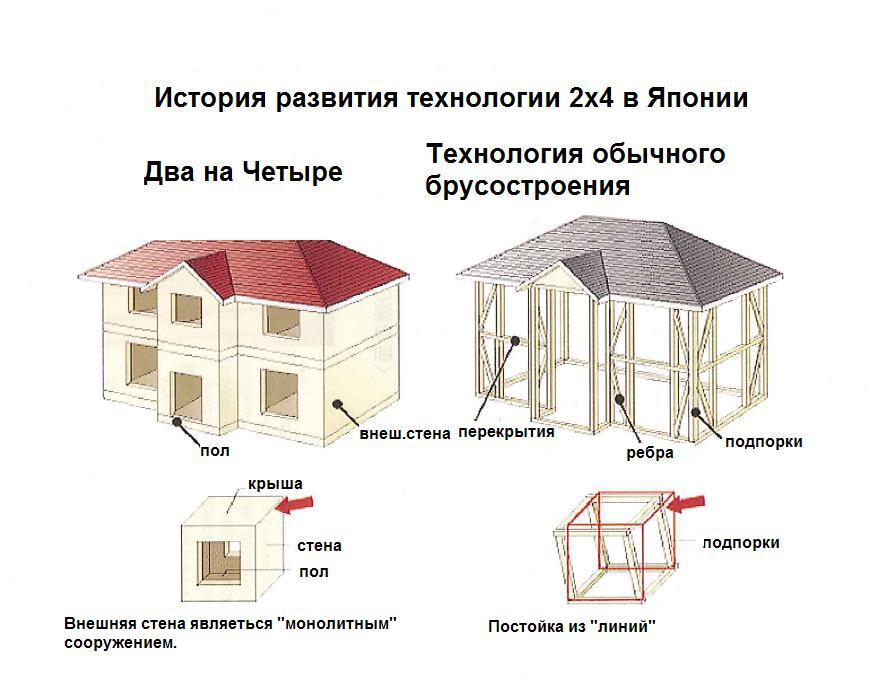 История развития технологии 2х4 в Японии
Два на Четыре
Технология обычного
брусостроения
внеш.стена
пол
перекрытия
ребра
подпорки
крыша
стена
пол
Внешняя стена являеться "монолитным"
сооружением.
подпорки
Постойка из "линий"